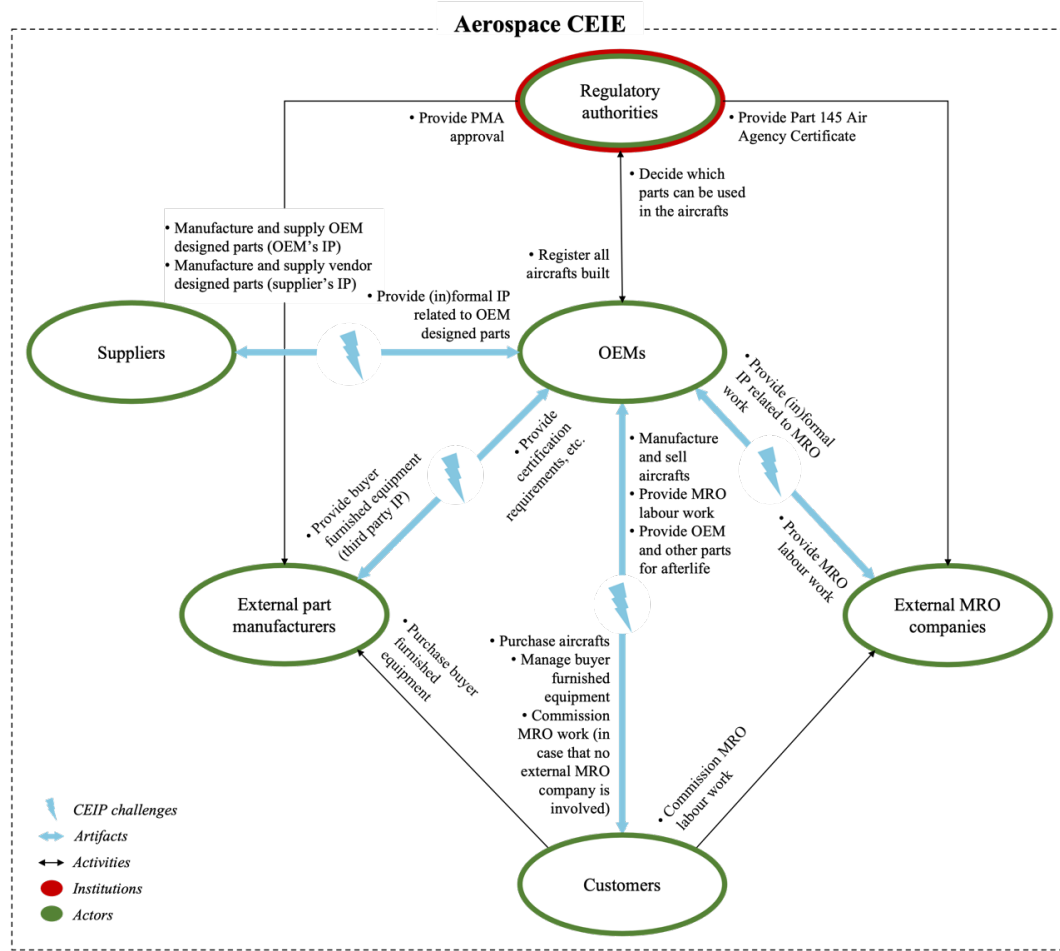 Aerospace CEIE
Regulatory
authorities
• Provide PMA
approval
• Provide Part 145 Air
Agency Certificate
• Decide which
parts can be used
in the aircrafts
• Manufacture and supply OEM
designed parts (OEM's IP)
• Manufacture and supply vendor
designed parts (supplier's IP)
• Register all
aircrafts built
• Provide (in)formal IP
related to OEM
designed parts
Suppliers
OEMs
• Provide (in)formal
IP related to MRO
work
• Provide buyer
furnished equipment
(third party IP)
• Provide
certification
requirements, etc.
• Manufacture
and sell
aircrafts
• Provide MRO
labour work
• Provide OEM
and other parts
for afterlife
• Provide MRO
labour work
External part
manufacturers
External MRO
companies
• Purchase buyer
furnished
equipment
• Purchase aircrafts
• Manage buyer
furnished
equipment
• Commission
MRO work (in
case that no
external MRO
company is
involved)
• Commission MRO
labour work
Customers
CEIP challenges
Artifacts
Activities
Institutions
Actors